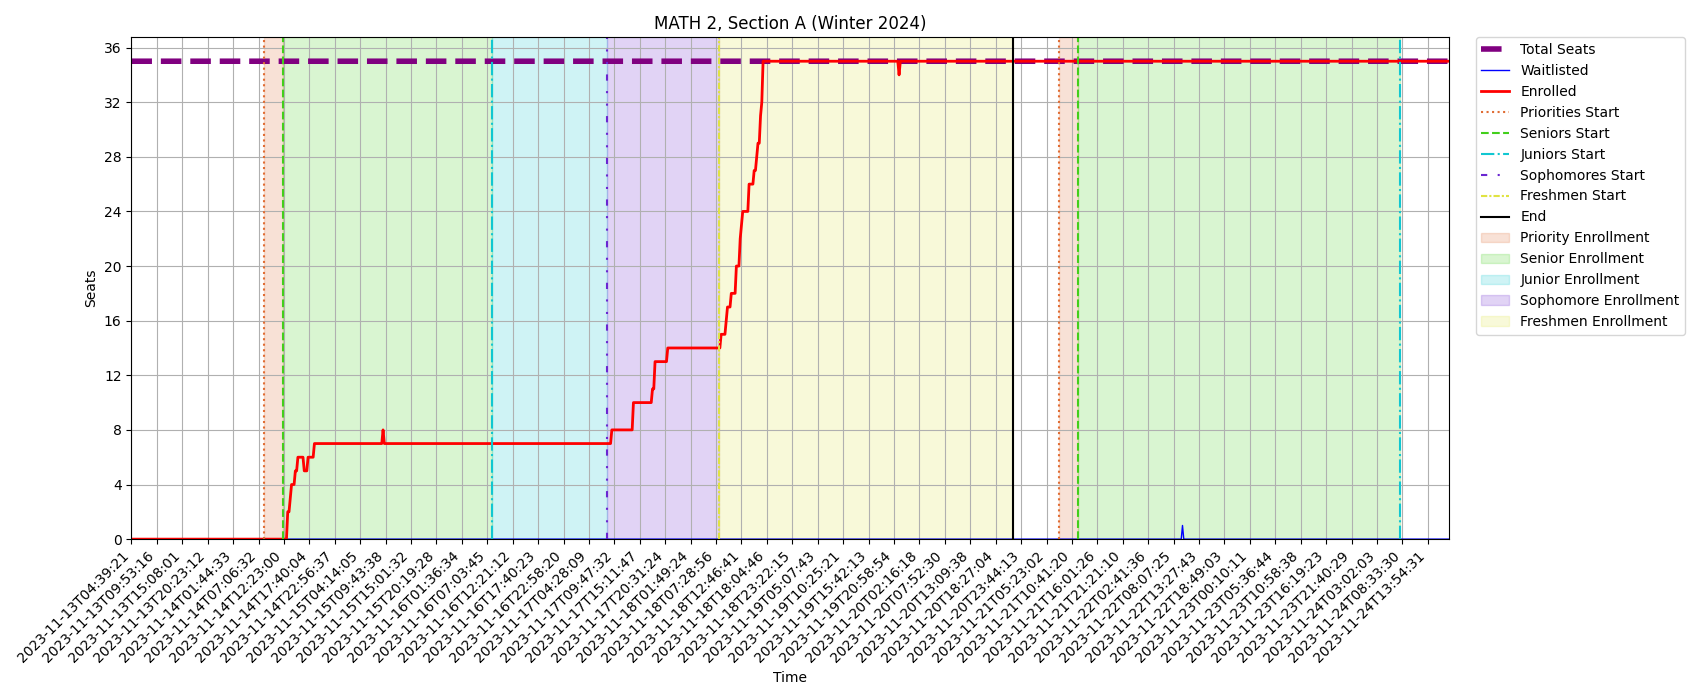 MATH 2, Section A (Winter 2024)
36
32
28
24
20
16
12
8
4
0
Seats
2023-11-13T04:39:21
2023-11-13T09:53:16
2023-11-13T15:08:01
2023-11-13T20:23:12
2023-11-14T01:44:33
2023-11-14T07:06:32
2023-11-14T12:23:00
2023-11-14T17:40:04
2023-11-14T22:56:37
2023-11-15T04:14:05
2023-11-15T09:43:38
2023-11-15T15:01:32
2023-11-15T20:19:28
2023-11-16T01:36:34
2023-11-16T07:03:45
2023-11-16T12:21:12
2023-11-16T17:40:23
2023-11-16T22:58:20
2023-11-17T04:28:09
2023-11-17T09:47:32
2023-11-17T15:11:47
2023-11-17T20:31:24
2023-11-18T01:49:24
2023-11-18T07:28:56
2023-11-18T12:46:41
2023-11-18T18:04:46
2023-11-18T23:22:15
2023-11-19T05:07:43
2023-11-19T10:25:21
2023-11-19T15:42:13
2023-11-19T20:58:54
2023-11-20T02:16:18
2023-11-20T07:52:30
2023-11-20T13:09:38
2023-11-20T18:27:04
2023-11-20T23:44:13
2023-11-21T05:23:02
2023-11-21T10:41:20
2023-11-21T16:01:26
2023-11-21T21:21:10
2023-11-22T02:41:36
2023-11-22T08:07:25
2023-11-22T13:27:43
2023-11-22T18:49:03
2023-11-23T00:10:11
2023-11-23T05:36:44
2023-11-23T10:58:38
2023-11-23T16:19:23
2023-11-23T21:40:29
2023-11-24T03:02:03
2023-11-24T08:33:30
2023-11-24T13:54:31
Time
Total Seats
Waitlisted
Enrolled
Priorities Start
Seniors Start
Juniors Start
Sophomores Start
Freshmen Start
End
Priority Enrollment
Senior Enrollment
Junior Enrollment
Sophomore Enrollment
Freshmen Enrollment